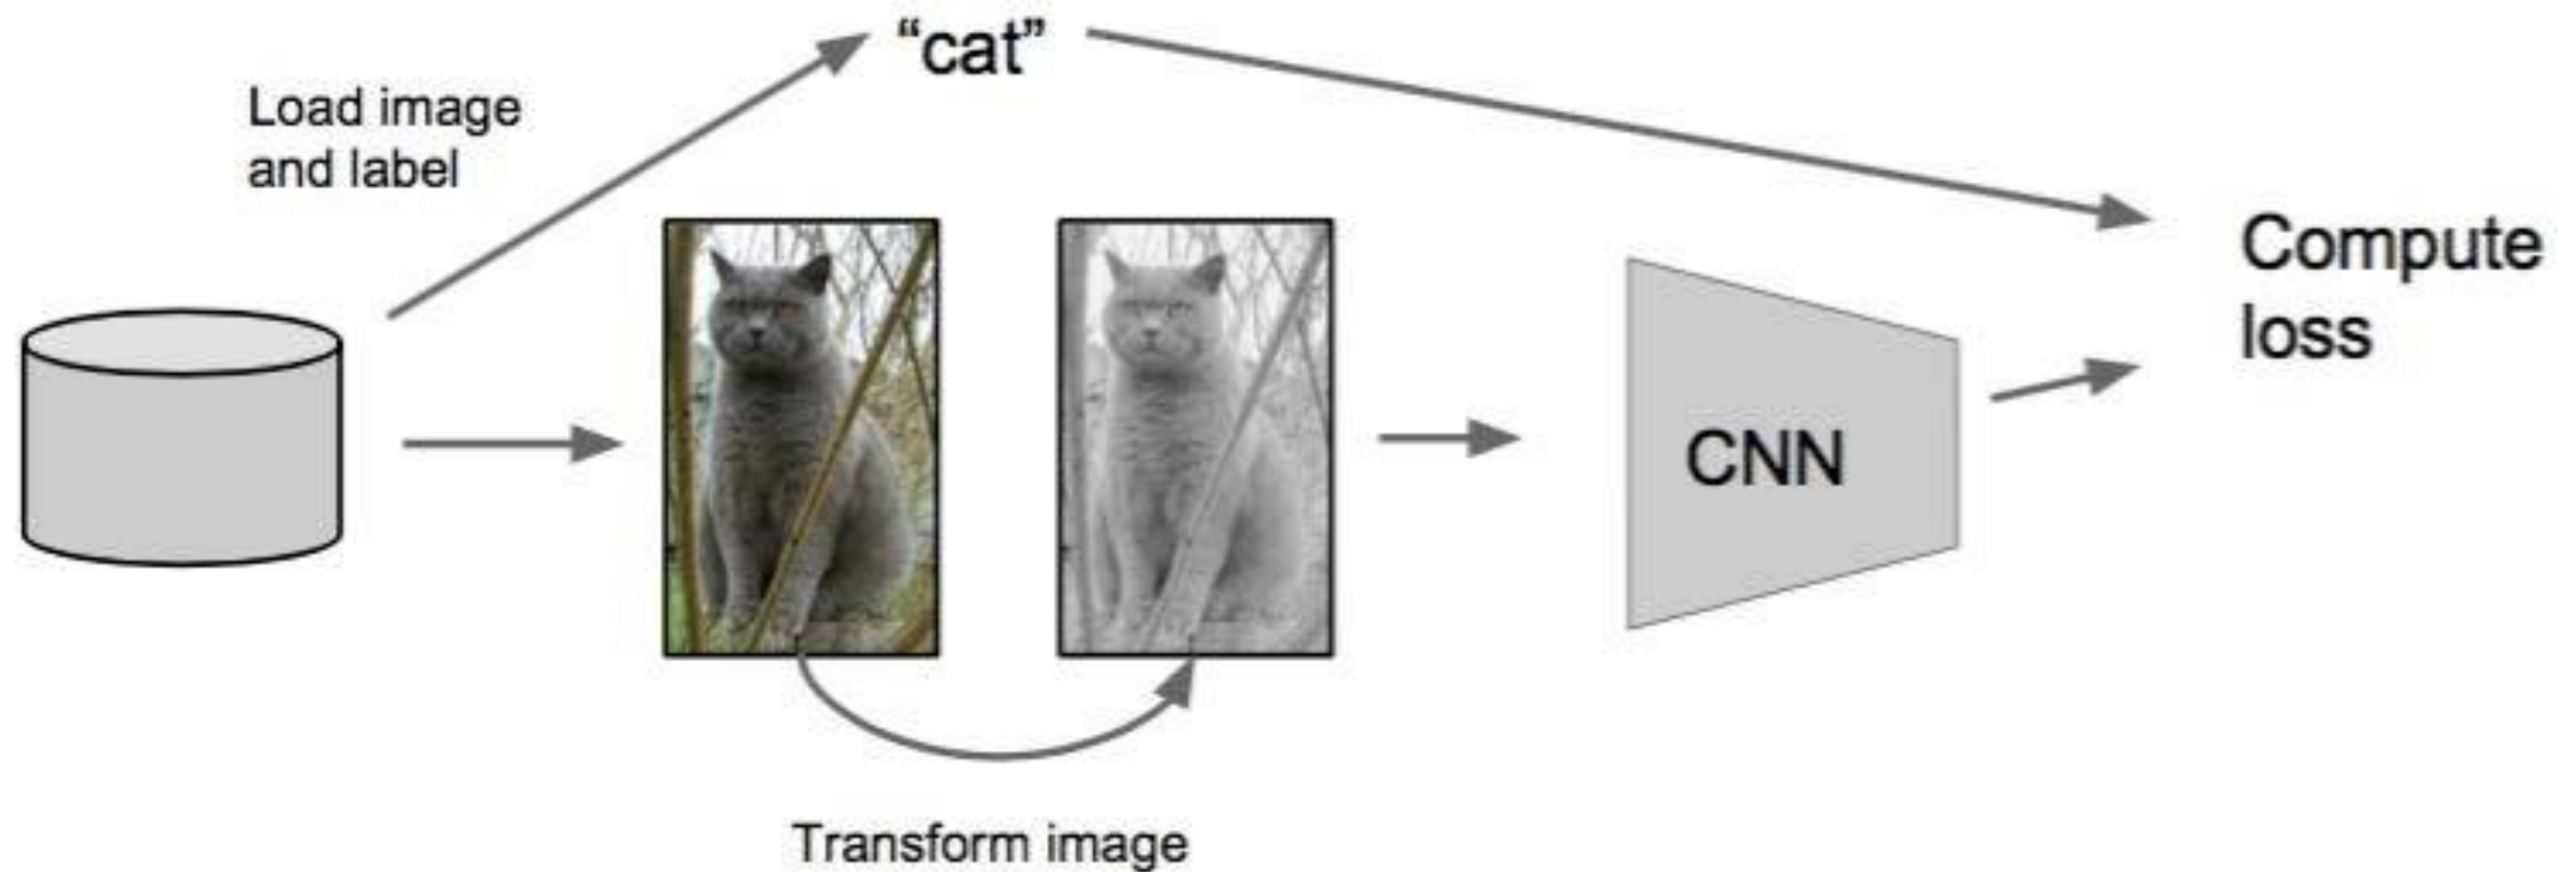 “cat”
Load image
and label
Compute
loss
CNN
Transform image